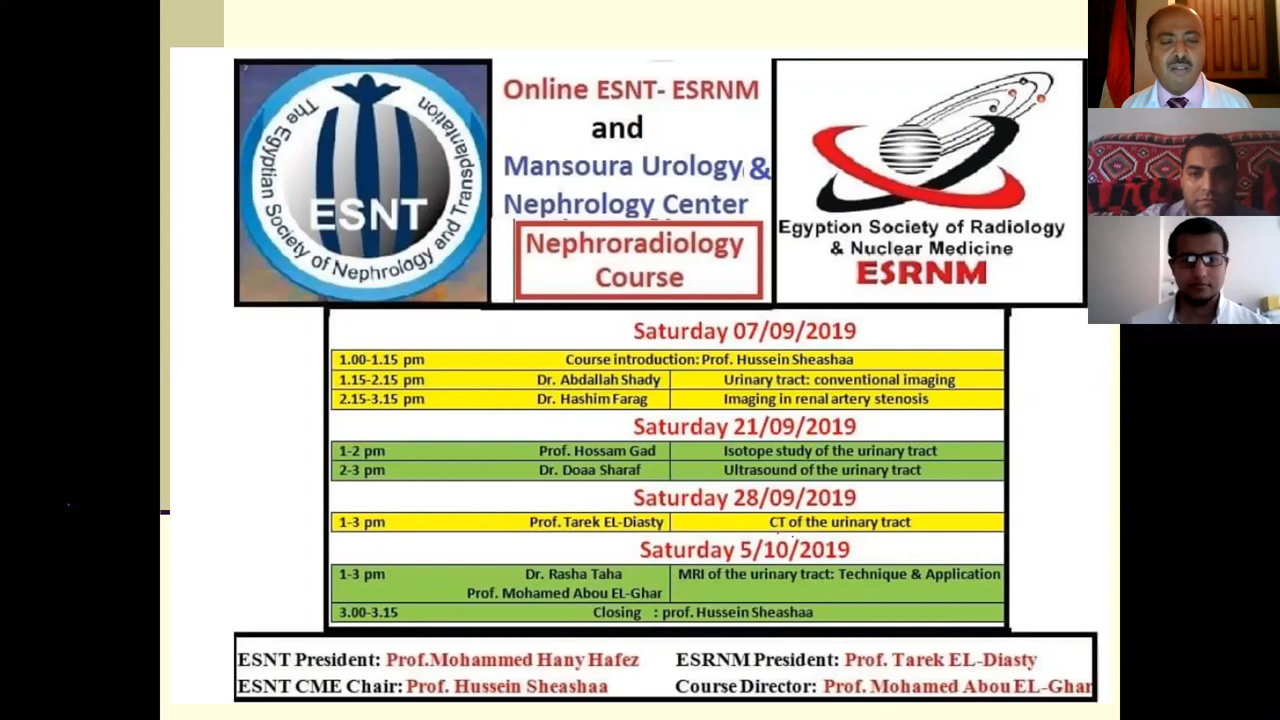 The Egyptian Society of Nephrology and Transplantation
ESNT
Online ESNT- ESRNM
and
Mansoura Urology &
Nephrology Center
Nephroradiology
Course
Egyptian Society of Radiology
& Nuclear Medicine
ESRNM
Saturday 07/09/2019
1.00-1.15 pm Course introduction: Prof. Hussein Sheashaa
1.15-2.15 pm Dr. Abdallah Shady Urinary tract: conventional imaging
2.15-3.15 pm Dr. Hashim Farag Imaging in renal artery stenosis
Saturday 21/09/2019
1-2 pm Prof. Hossam Gad Isotope study of the urinary tract
2-3 pm Dr. Doaa Sharaf Ultrasound of the urinary tract
Saturday 28/09/2019
1-3 pm Prof. Tarek EL-Diasty CT of the urinary tract
Saturday 5/10/2019
1-3 pm Dr. Rasha Taha MRI of the urinary tract: Technique & Application
Prof. Mohamed Abou EL-Ghar
3.00-3.15 Closing : prof. Hussein Sheashaa
ESNT President: Prof.Mohammed Hany Hafez ESRNM President: Prof. Tarek EL-Diasty
ESNT CME Chair: Prof. Hussein Sheashaa Course Director: Prof. Mohamed Abou EL-Ghar